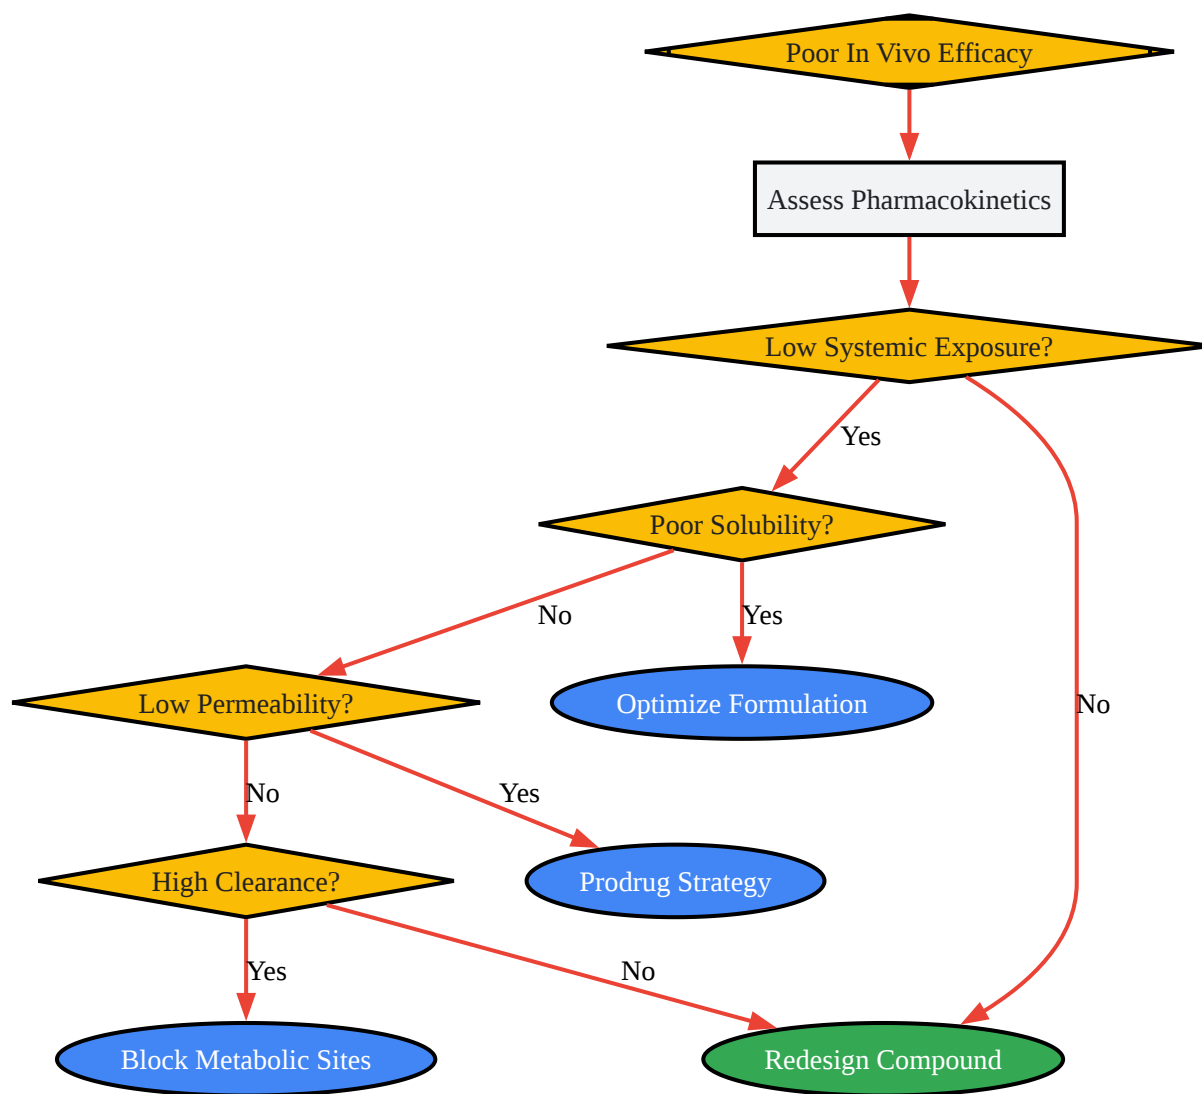 Poor In Vivo Efficacy
Assess Pharmacokinetics
Low Systemic Exposure?
Yes
Poor Solubility?
No
Yes
Low Permeability?
Optimize Formulation
No
No
Yes
High Clearance?
Prodrug Strategy
Yes
No
Block Metabolic Sites
Redesign Compound